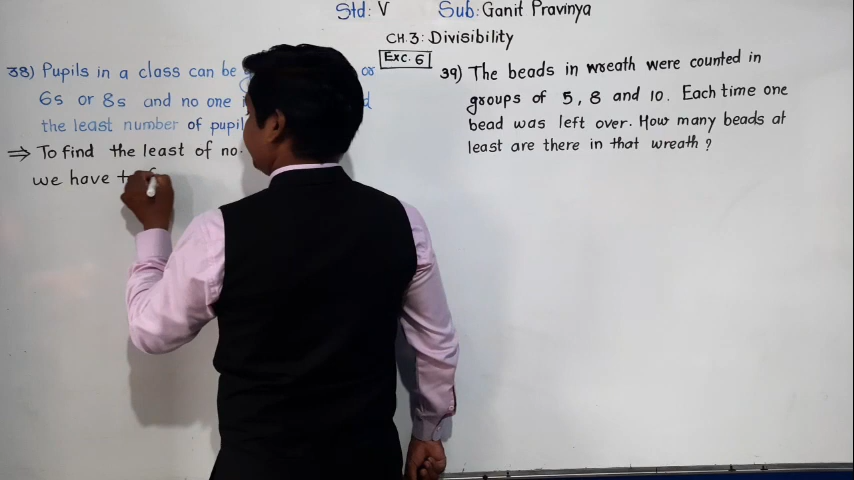 Std: V Sub: Ganit Pravinya
CH.3: Divisibility
Exc. 6
38) Pupils in a class can be or
6s or 8s and no one
the least number of pupil
⇒ To find the least of no.
we have to
39) The beads in wreath were counted in
groups of 5, 8 and 10. Each time one
bead was left over. How many beads at
least are there in that wreath?